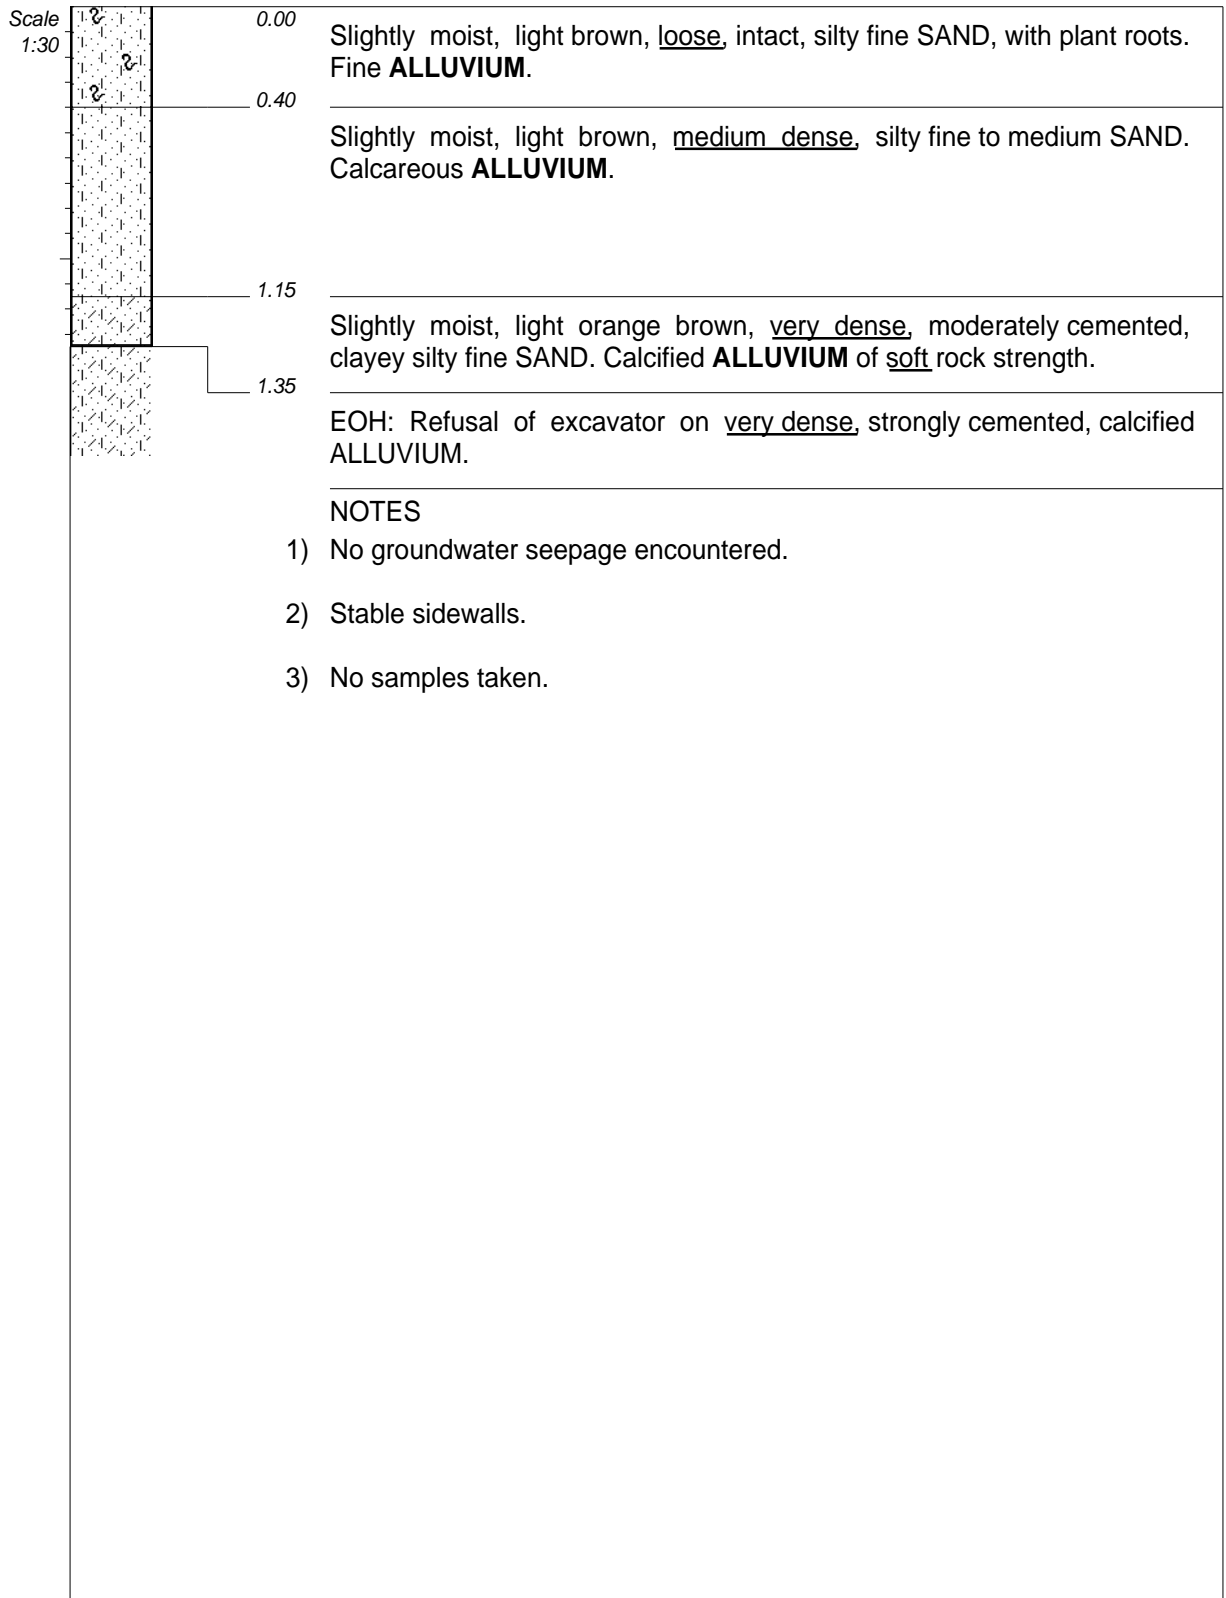 Scale
1:30
0.00
Slightly moist, light brown, loose, intact, silty fine SAND, with plant roots.
Fine ALLUVIUM.
0.40
Slightly moist, light brown, medium dense, silty fine to medium SAND.
Calcareous ALLUVIUM.
1.15
Slightly moist, light orange brown, very dense, moderately cemented,
clayey silty fine SAND. Calcified ALLUVIUM of soft rock strength.
1.35
EOH: Refusal of excavator on very dense, strongly cemented, calcified
ALLUVIUM.
NOTES
1) No groundwater seepage encountered.
2) Stable sidewalls.
3) No samples taken.